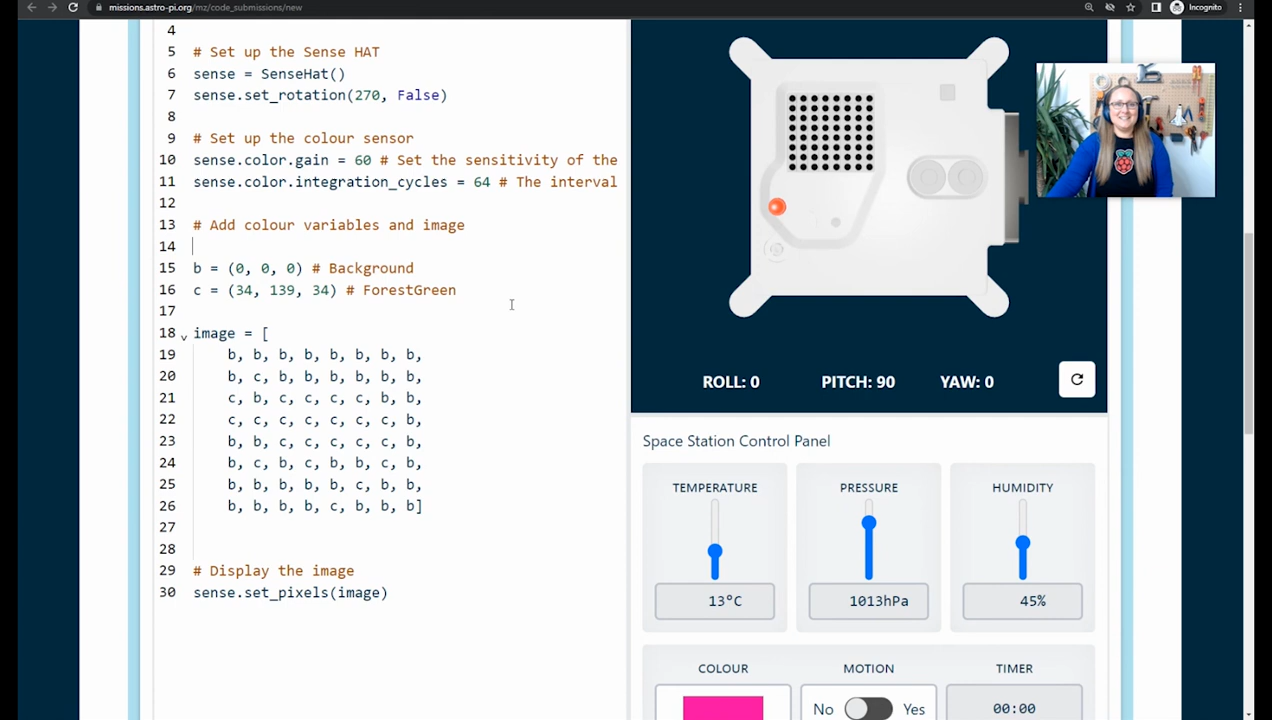 missions.astro-pi.org/mz/code_submissions/new
Incognito
4
5 # Set up the Sense HAT
6 sense = SenseHat()
7 sense.set_rotation(270, False)
8
9 # Set up the colour sensor
10 sense.color.gain = 60 # Set the sensitivity of the
11 sense.color.integration_cycles = 64 # The interval
12
13 # Add colour variables and image
14
15 b = (0, 0, 0) # Background
16 c = (34, 139, 34) # ForestGreen
17
18 image = [
19 b, b, b, b, b, b, b, b,
20 b, c, b, b, b, b, b, b,
21 c, b, c, c, c, c, b, b,
22 c, c, c, c, c, c, c, b,
23 b, b, c, c, c, c, c, b,
24 b, c, b, c, b, b, c, b,
25 b, b, b, b, b, c, b, b,
26 b, b, b, b, c, b, b, b]
27
28
29 # Display the image
30 sense.set_pixels(image)
ROLL: 0 PITCH: 90 YAW: 0
Space Station Control Panel
TEMPERATURE PRESSURE HUMIDITY
13°C 1013hPa 45%
COLOUR MOTION TIMER
No Yes 00:00